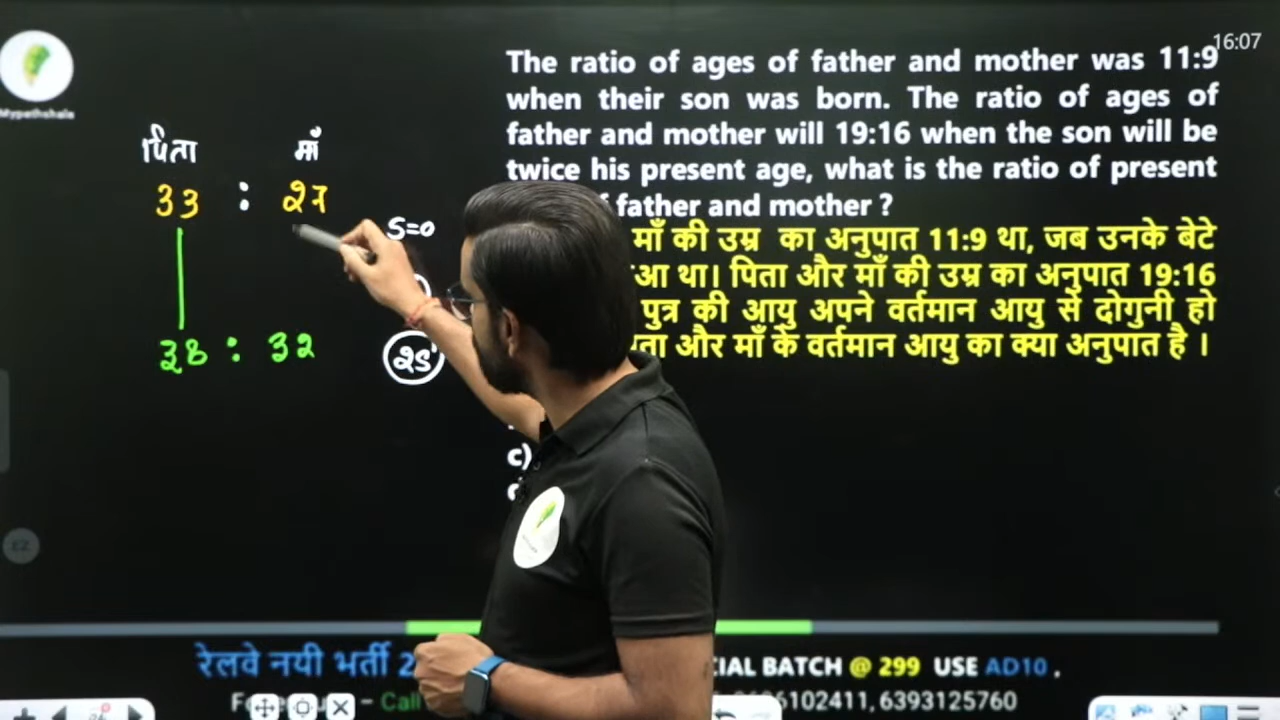 16:07
Mypathshala
The ratio of ages of father and mother was 11:9
when their son was born. The ratio of ages of
father and mother will 19:16 when the son will be
twice his present age, what is the ratio of present
father and mother ?
माँ की उम्र का अनुपात 11:9 था, जब उनके बेटे
था। पिता और माँ की उम्र का अनुपात 19:16
पुत्र की आयु अपने वर्तमान आयु से दोगुनी हो
और माँ के वर्तमान आयु का क्या अनुपात है ।
पिता माँ
33 : 27
S=0
38 : 32
2S
c)
रेलवे नयी भर्ती
BATCH @ 299 USE AD10 .
Call
6102411, 6393125760